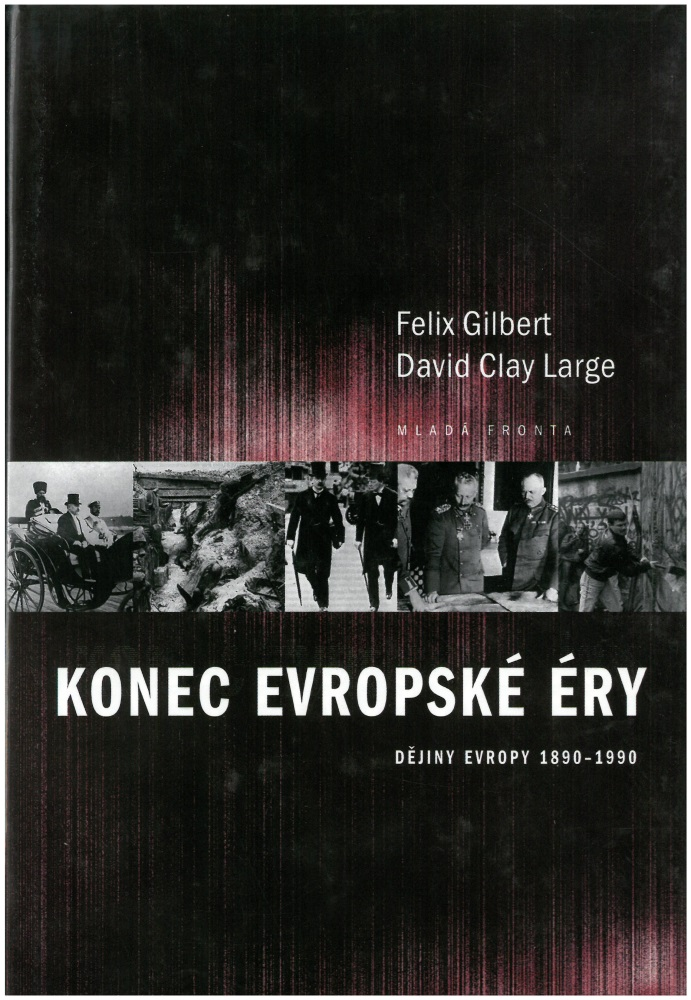 Felix Gilbert
David Clay Large
MLADÁ FRONTA
KONEC EVROPSKÉ ÉRY
DĚJINY EVROPY 1890–1990